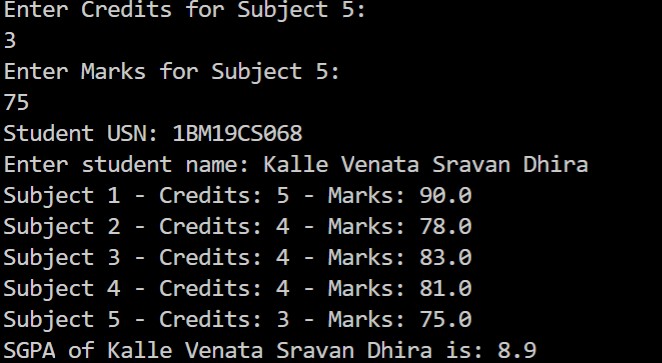 Enter Credits for Subject 5:
3
Enter Marks for Subject 5:
75
Student USN: 1BM19CS068
Enter student name: Kalle Venata Sravan Dhira
Subject 1 - Credits: 5 - Marks: 90.0
Subject 2 - Credits: 4 - Marks: 78.0
Subject 3 - Credits: 4 - Marks: 83.0
Subject 4 - Credits: 4 - Marks: 81.0
Subject 5 - Credits: 3 - Marks: 75.0
SGPA of Kalle Venata Sravan Dhira is: 8.9